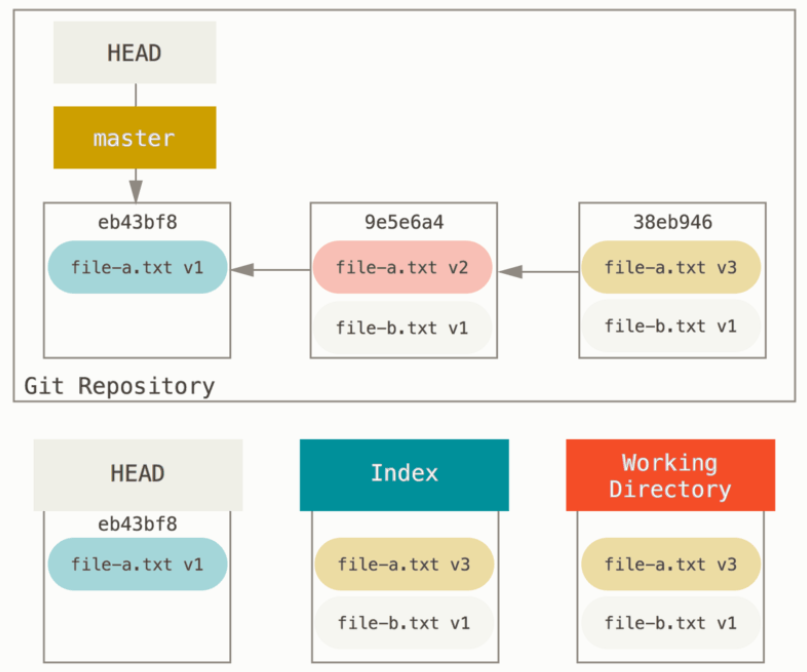 HEAD
master
eb43bf8
9e5e6a4
38eb946
file-a.txt v1
file-a.txt v2
file-a.txt v3
file-b.txt v1
file-b.txt v1
Git Repository
HEAD
Index
Working
Directory
eb43bf8
file-a.txt v1
file-a.txt v3
file-a.txt v3
file-b.txt v1
file-b.txt v1